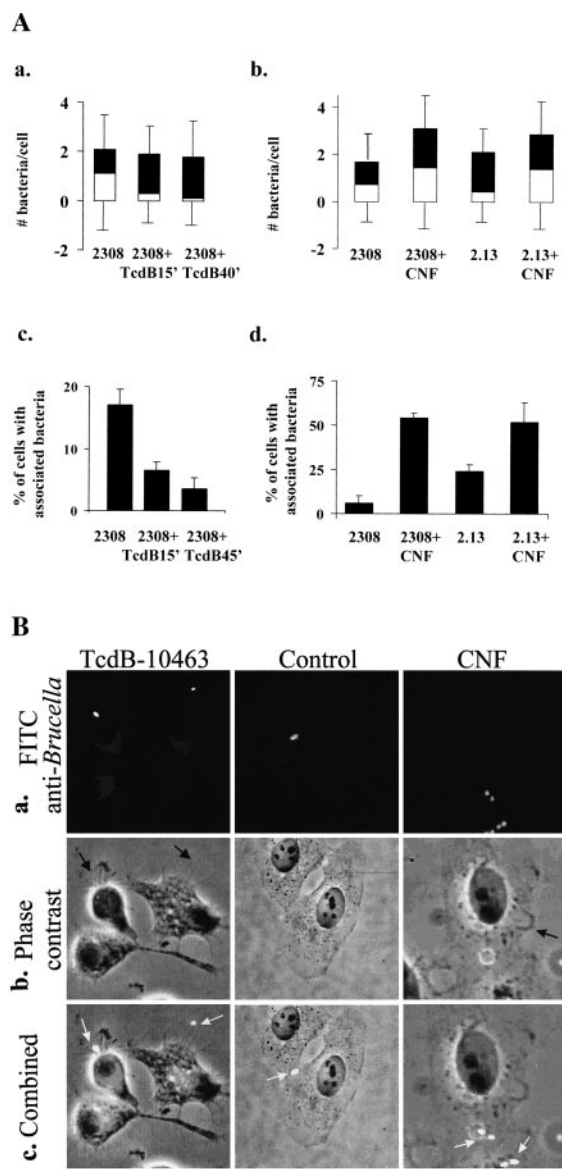 A
a.
b.
# bacteria/cell
4
2
0
-2
2308 2308+ 2308+
TcdB15' TcdB40'
# bacteria/cell
4
2
0
-2
2308 2308+ 2.13 2.13+
CNF CNF
c.
d.
% of cells with
associated bacteria
20
10
0
2308 2308+ 2308+
TcdB15' TcdB45'
% of cells with
associated bacteria
75
50
25
0
2308 2308+ 2.13 2.13+
CNF CNF
B
TcdB-10463 Control CNF
a. FITC
anti-Brucella
b. Phase
contrast
c. Combined